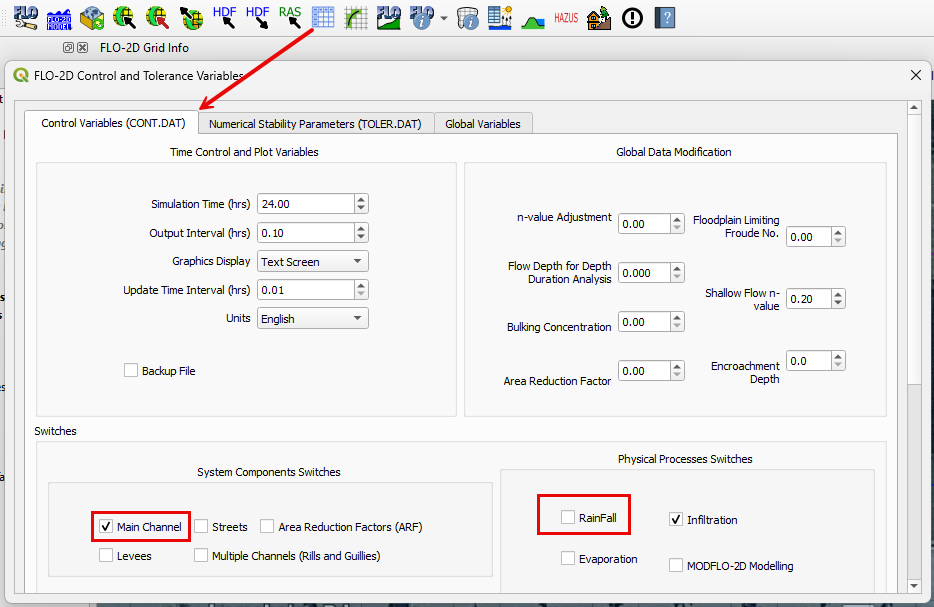 FLO
FLO
MODEL
HDF
HDF
RAS
FLO
FLO
HAZUS
?
FLO-2D Grid Info
FLO-2D Control and Tolerance Variables
Control Variables (CONT.DAT)
Numerical Stability Parameters (TOLER.DAT)
Global Variables
Time Control and Plot Variables
Simulation Time (hrs)
24.00
Output Interval (hrs)
0.10
Graphics Display
Text Screen
Update Time Interval (hrs)
0.01
Units
English
Backup File
Global Data Modification
n-value Adjustment
0.00
Floodplain Limiting
Froude No.
0.00
Flow Depth for Depth
Duration Analysis
0.000
Shallow Flow n-
value
0.20
Bulking Concentration
0.00
Area Reduction Factor
0.00
Encroachment
Depth
0.0
Switches
System Components Switches
Main Channel
Streets
Area Reduction Factors (ARF)
Levees
Multiple Channels (Rills and Guillies)
Physical Processes Switches
RainFall
Infiltration
Evaporation
MODFLO-2D Modelling